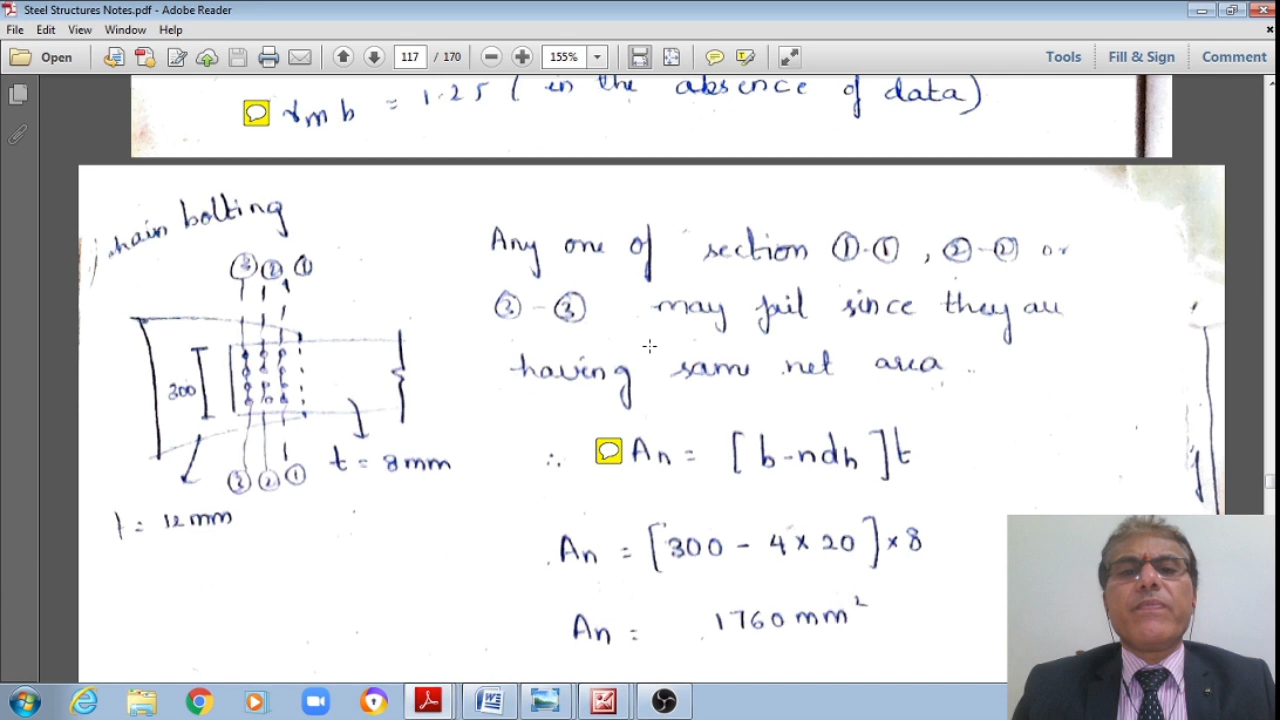 Steel Structures Notes.pdf - Adobe Reader
File Edit View Window Help
Open 117 / 170 155% Tools Fill & Sign Comment
γmb = 1.25 ( in the absence of data)
chain bolting
③ ② ①
Any one of section ①-①, ②-② or
③-③ may fail since they are
having same net area.
300
③ ② ①
t = 8mm
t = 12mm
∴ An = [b-ndh]t
An = [300 - 4 × 20] × 8
An = 1760 mm²